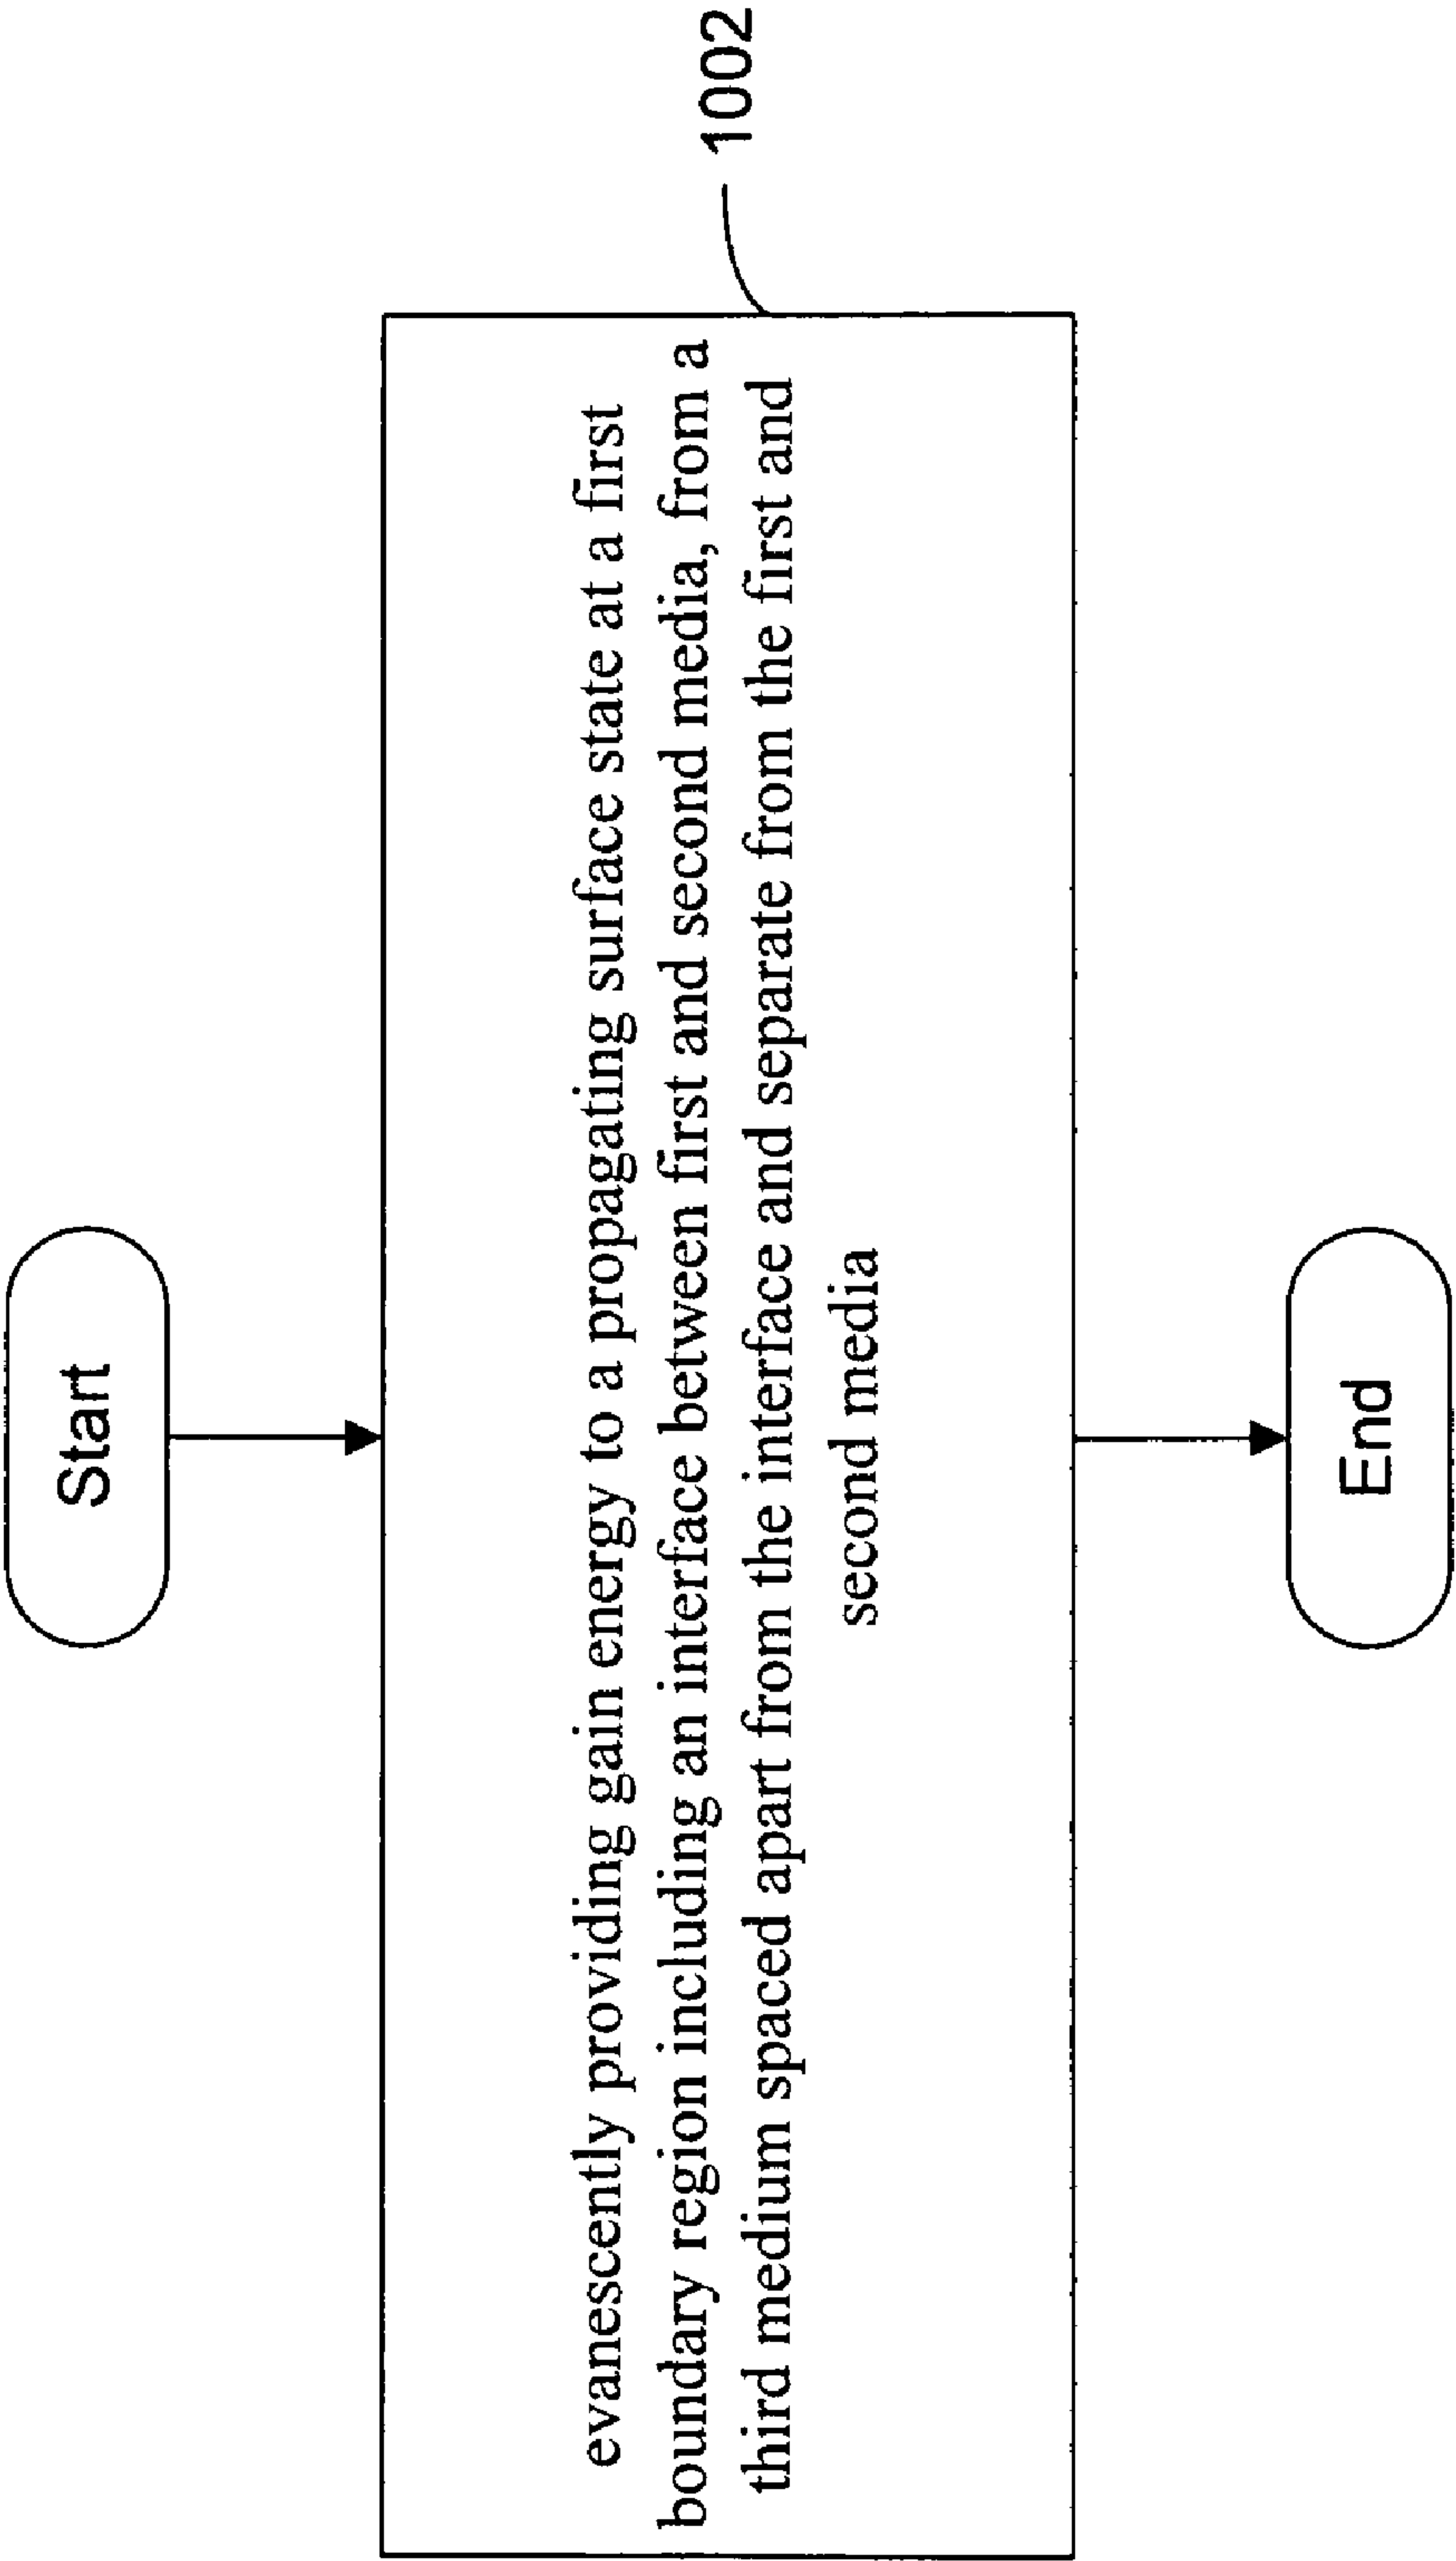 Start
evanescently providing gain energy to a propagating surface state at a first
boundary region including an interface between first and second media, from a
third medium spaced apart from the interface and separate from the first and
second media
1002
End